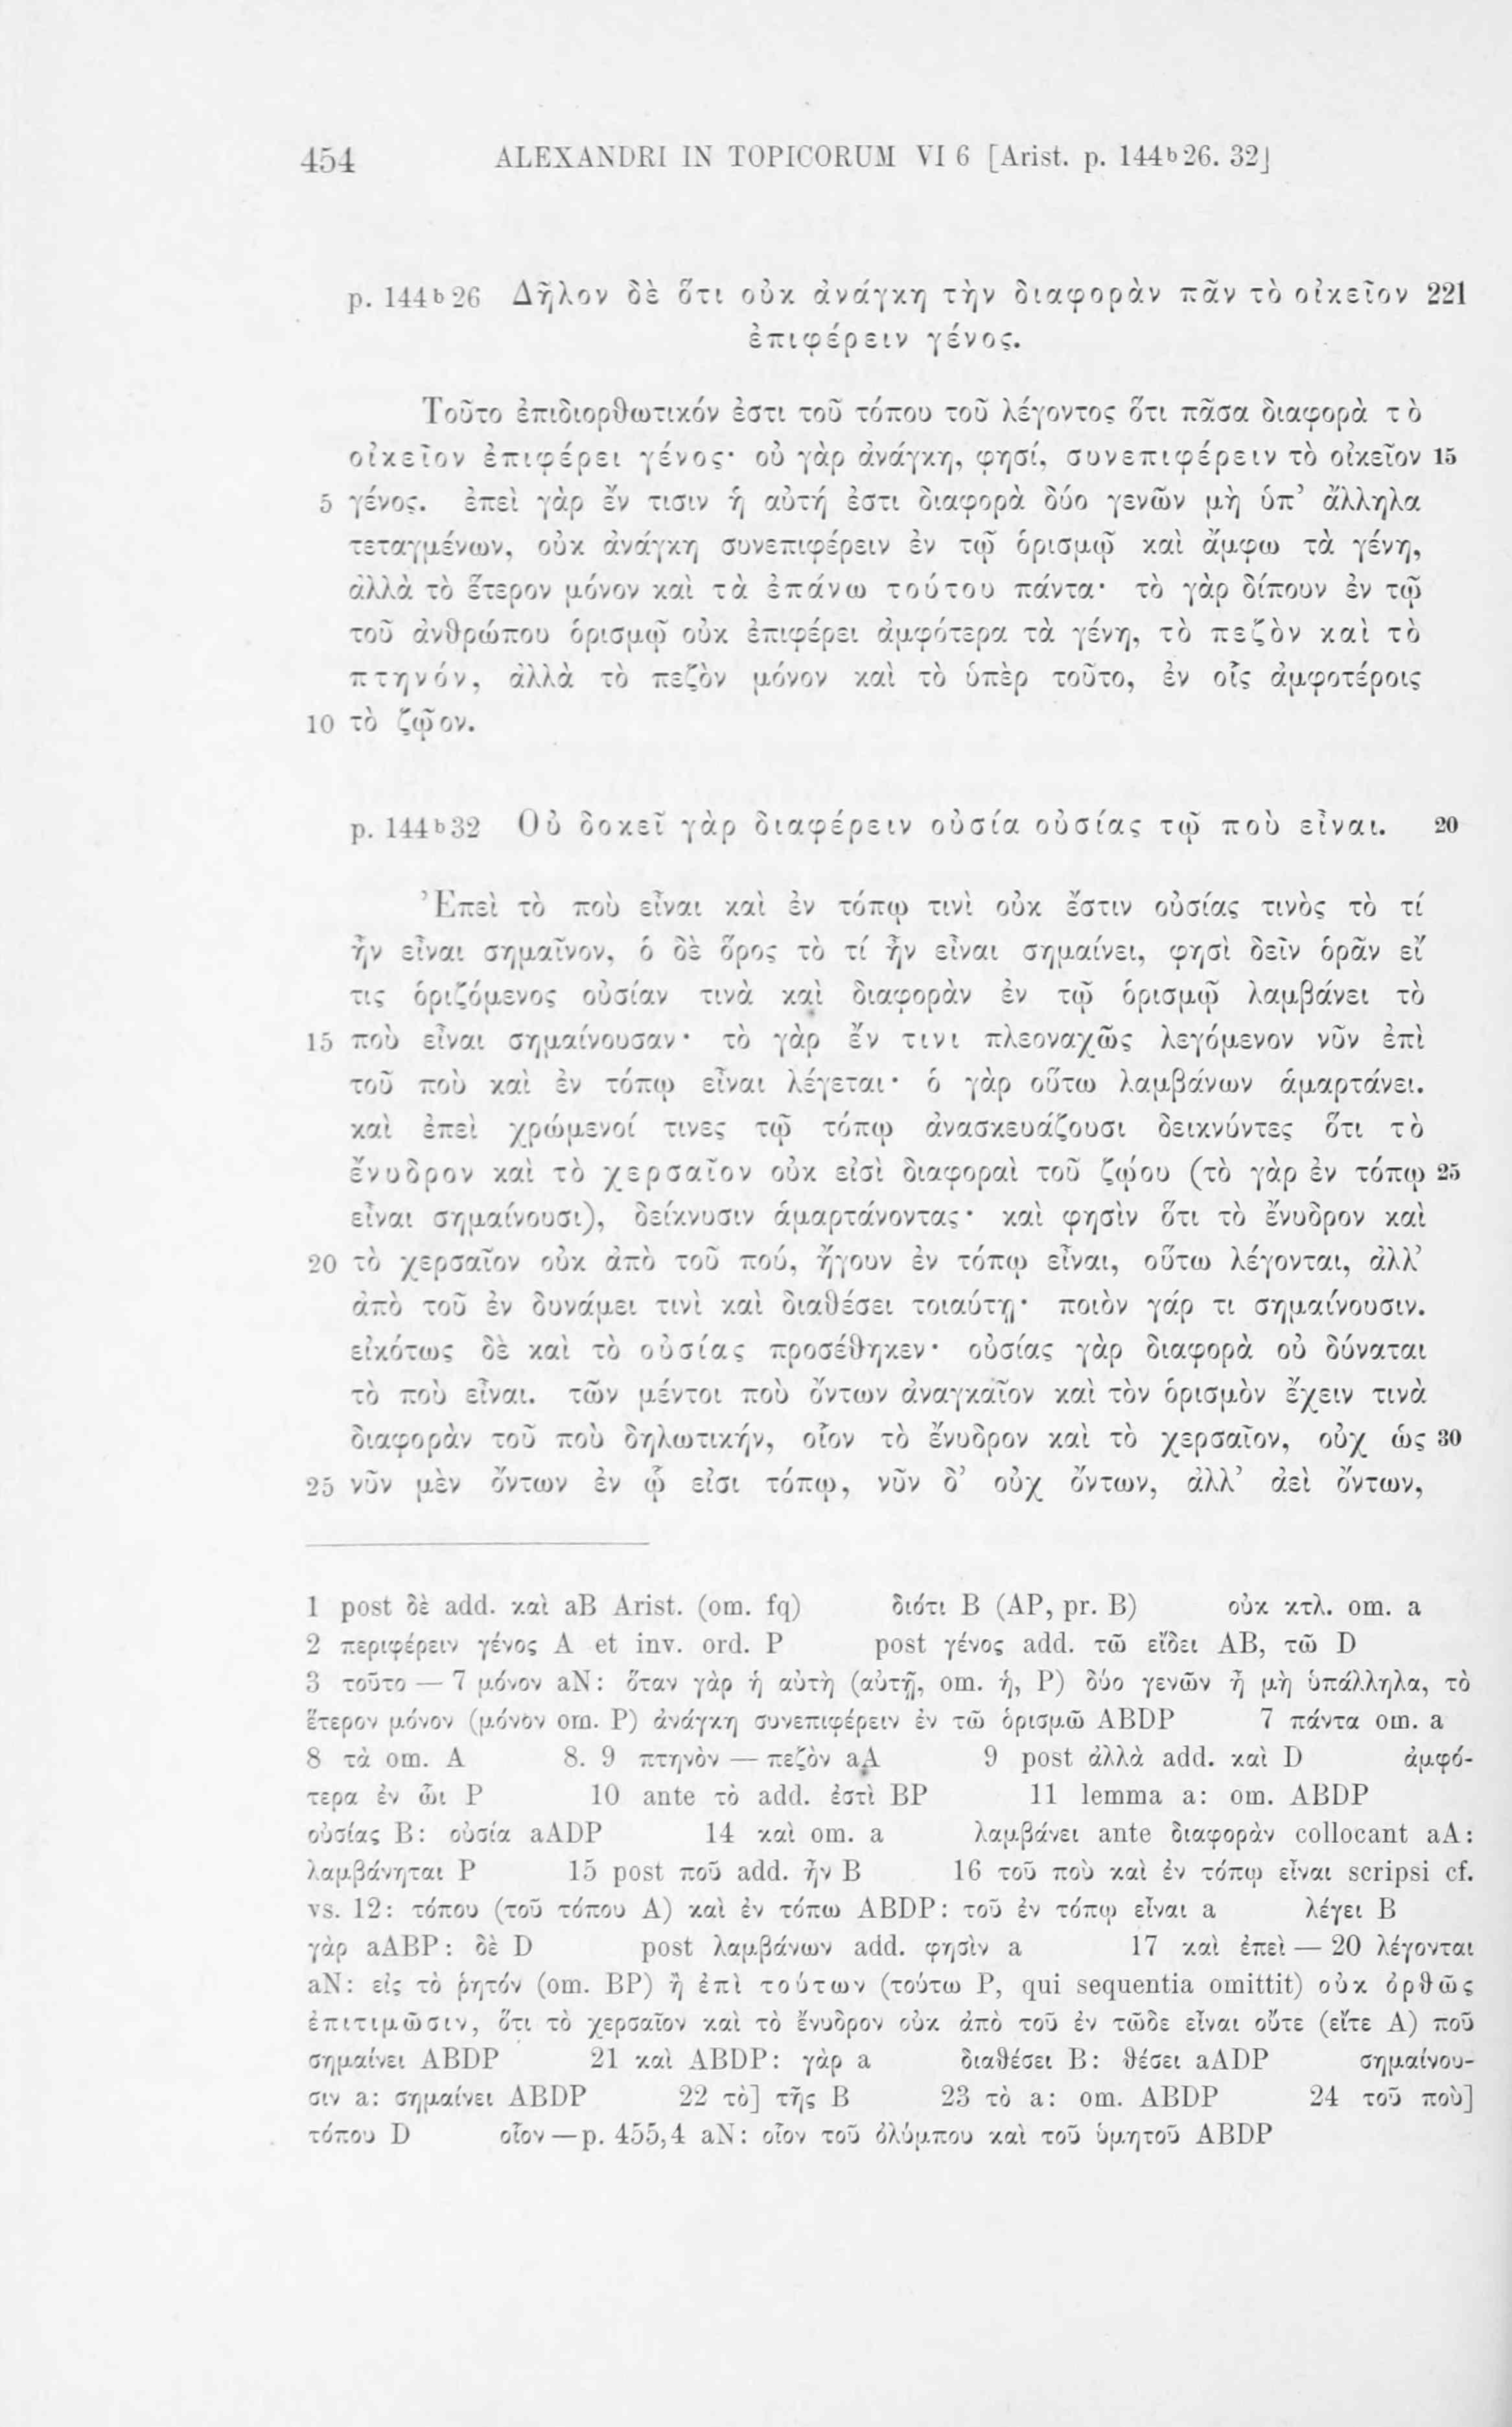 454 ALEXANDRI IN TOPICORUM VI 6 [Arist. p. 144ᵇ26. 32]
p. 144ᵇ26 Δῆλον δὲ ὅτι οὐκ ἀνάγκη τὴν διαφορὰν πᾶν τὸ οἰκεῖον 221
ἐπιφέρειν γένος.
Τοῦτο ἐπιδιορθωτικόν ἐστι τοῦ τόπου τοῦ λέγοντος ὅτι πᾶσα διαφορὰ τὸ
οἰκεῖον ἐπιφέρει γένος· οὐ γὰρ ἀνάγκη, φησί, συνεπιφέρειν τὸ οἰκεῖον 15
5 γένος. ἐπεὶ γὰρ ἔν τισιν ἡ αὐτή ἐστι διαφορὰ δύο γενῶν μὴ ὑπ’ ἄλληλα
τεταγμένων, οὐκ ἀνάγκη συνεπιφέρειν ἐν τῷ ὁρισμῷ καὶ ἄμφω τὰ γένη,
ἀλλὰ τὸ ἕτερον μόνον καὶ τὰ ἐπάνω τούτου πάντα· τὸ γὰρ δίπουν ἐν τῷ
τοῦ ἀνθρώπου ὁρισμῷ οὐκ ἐπιφέρει ἀμφότερα τὰ γένη, τὸ πεζὸν καὶ τὸ
πτηνόν, ἀλλὰ τὸ πεζὸν μόνον καὶ τὸ ὑπὲρ τοῦτο, ἐν οἷς ἀμφοτέροις
10 τὸ ζῷον.
p. 144ᵇ32 Οὐ δοκεῖ γὰρ διαφέρειν οὐσία οὐσίας τῷ ποὺ εἶναι. 20
Ἐπεὶ τὸ ποὺ εἶναι καὶ ἐν τόπῳ τινὶ οὐκ ἔστιν οὐσίας τινὸς τὸ τί
ἦν εἶναι σημαῖνον, ὁ δὲ ὅρος τὸ τί ἦν εἶναι σημαίνει, φησὶ δεῖν ὁρᾶν εἴ
τις ὁριζόμενος οὐσίαν τινὰ καὶ διαφορὰν ἐν τῷ ὁρισμῷ λαμβάνει τὸ
15 ποὺ εἶναι σημαίνουσαν· τὸ γὰρ ἔν τινι πλεοναχῶς λεγόμενον νῦν ἐπὶ
τοῦ ποὺ καὶ ἐν τόπῳ εἶναι λέγεται· ὁ γὰρ οὕτω λαμβάνων ἁμαρτάνει.
καὶ ἐπεὶ χρώμενοί τινες τῷ τόπῳ ἀνασκευάζουσι δεικνύντες ὅτι τὸ
ἔνυδρον καὶ τὸ χερσαῖον οὐκ εἰσὶ διαφοραὶ τοῦ ζῴου (τὸ γὰρ ἐν τόπῳ 25
εἶναι σημαίνουσι), δείκνυσιν ἁμαρτάνοντας· καὶ φησὶν ὅτι τὸ ἔνυδρον καὶ
20 τὸ χερσαῖον οὐκ ἀπὸ τοῦ πού, ἤγουν ἐν τόπῳ εἶναι, οὕτω λέγονται, ἀλλ’
ἀπὸ τοῦ ἐν δυνάμει τινὶ καὶ διαθέσει τοιαύτῃ· ποιὸν γάρ τι σημαίνουσιν.
εἰκότως δὲ καὶ τὸ οὐσίας προσέθηκεν· οὐσίας γὰρ διαφορὰ οὐ δύναται
τὸ ποὺ εἶναι. τῶν μέντοι ποὺ ὄντων ἀναγκαῖον καὶ τὸν ὁρισμὸν ἔχειν τινὰ
διαφορὰν τοῦ ποὺ δηλωτικήν, οἷον τὸ ἔνυδρον καὶ τὸ χερσαῖον, οὐχ ὡς 30
25 νῦν μὲν ὄντων ἐν ᾧ εἰσι τόπῳ, νῦν δ’ οὐχ ὄντων, ἀλλ’ ἀεὶ ὄντων,
1 post δὲ add. καὶ aB Arist. (om. fq) διότι B (AP, pr. B) οὐκ κτλ. om. a
2 περιφέρειν γένος A et inv. ord. P post γένος add. τῶ εἴδει AB, τῶ D
3 τοῦτο — 7 μόνον aN: ὅταν γὰρ ἡ αὐτὴ (αὐτῇ, om. ἡ, P) δύο γενῶν ἦ μὴ ὑπάλληλα, τὸ
ἕτερον μόνον (μόνον om. P) ἀνάγκη συνεπιφέρειν ἐν τῶ ὁρισμῶ ABDP 7 πάντα om. a
8 τὰ om. A 8. 9 πτηνὸν — πεζὸν aA 9 post ἀλλὰ add. καὶ D ἀμφό-
τερα ἐν ὧι P 10 ante τὸ add. ἐστὶ BP 11 lemma a: om. ABDP
οὐσίας B: οὐσία aADP 14 καὶ om. a λαμβάνει ante διαφορὰν collocant aA:
λαμβάνηται P 15 post ποῦ add. ἦν B 16 τοῦ ποὺ καὶ ἐν τόπῳ εἶναι scripsi cf.
vs. 12: τόπου (τοῦ τόπου A) καὶ ἐν τόπω ABDP: τοῦ ἐν τόπῳ εἶναι a λέγει B
γὰρ aABP: δὲ D post λαμβάνων add. φησὶν a 17 καὶ ἐπεὶ — 20 λέγονται
aN: εἰς τὸ ῥητόν (om. BP) ἢ ἐπὶ τούτων (τούτω P, qui sequentia omittit) οὐκ ὀρθῶς
ἐπιτιμῶσιν, ὅτι τὸ χερσαῖον καὶ τὸ ἔνυδρον οὐκ ἀπὸ τοῦ ἐν τῶδε εἶναι οὔτε (εἴτε A) ποῦ
σημαίνει ABDP 21 καὶ ABDP: γὰρ a διαθέσει B: θέσει aADP σημαίνου-
σιν a: σημαίνει ABDP 22 τὸ] τῆς B 23 τὸ a: om. ABDP 24 τοῦ ποὺ]
τόπου D οἷον — p. 455,4 aN: οἷον τοῦ ὀλύμπου καὶ τοῦ ὑμητοῦ ABDP